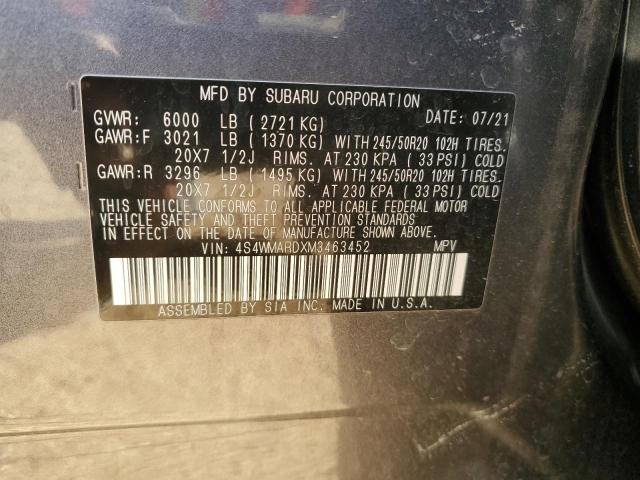 MFD BY SUBARU CORPORATION
GVWR: 6000 LB ( 2721 KG) DATE: 07/21
GAWR:F 3021 LB ( 1370 KG) WITH 245/50R20 102H TIRES.
20X7 1/2J RIMS. AT 230 KPA ( 33 PSI) COLD
GAWR:R 3296 LB ( 1495 KG) WITH 245/50R20 102H TIRES.
20X7 1/2J RIMS. AT 230 KPA ( 33 PSI) COLD
THIS VEHICLE CONFORMS TO ALL APPLICABLE FEDERAL MOTOR
VEHICLE SAFETY AND THEFT PREVENTION STANDARDS
IN EFFECT ON THE DATE OF MANUFACTURE SHOWN ABOVE.
VIN: 4S4WMARDXM3463452 MPV
ASSEMBLED BY SIA INC. MADE IN U.S.A.